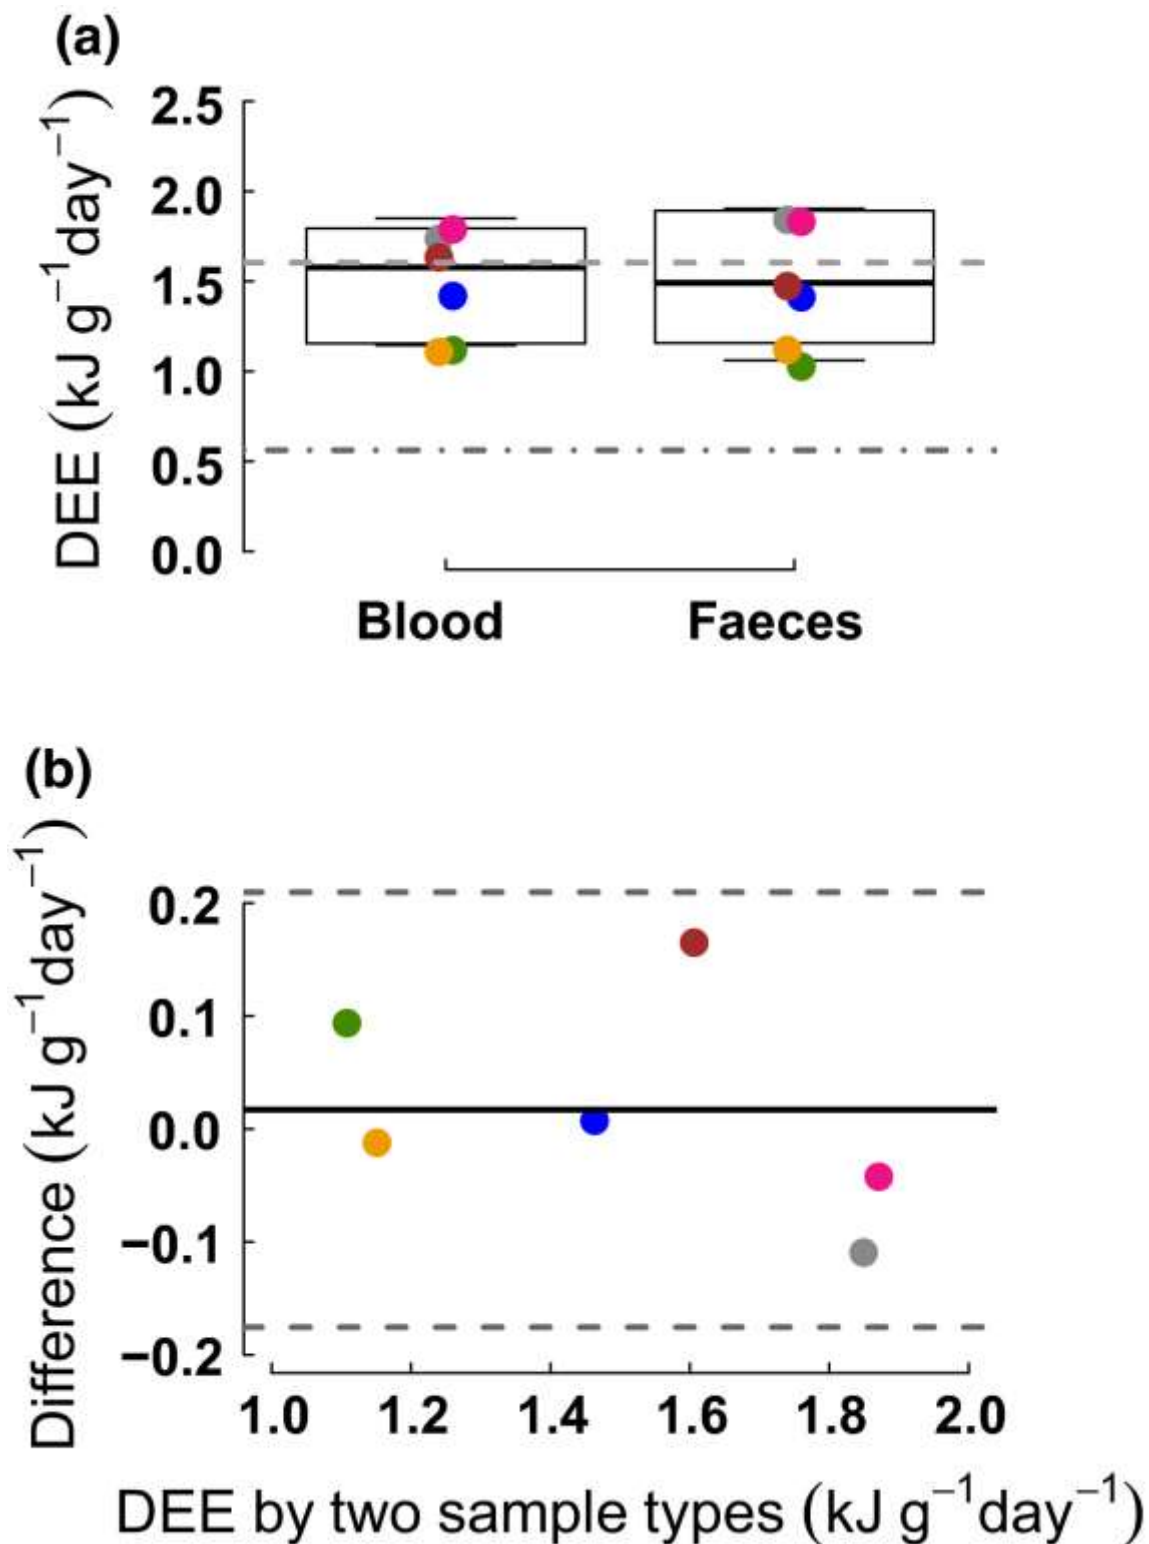 (a)
DEE (kJ g⁻¹day⁻¹)
2.5
2.0
1.5
1.0
0.5
0.0
Blood Faeces
(b)
Difference (kJ g⁻¹day⁻¹)
0.2
0.1
0.0
−0.1
−0.2
1.0 1.2 1.4 1.6 1.8 2.0
DEE by two sample types (kJ g⁻¹day⁻¹)